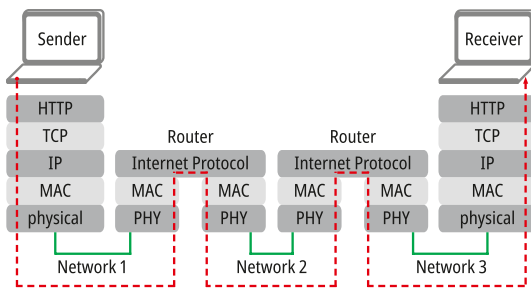 Sender
Receiver
HTTP
HTTP
TCP
Router
Router
TCP
IP
Internet Protocol
Internet Protocol
IP
MAC
MAC
MAC
MAC
MAC
MAC
physical
PHY
PHY
PHY
PHY
physical
Network 1
Network 2
Network 3